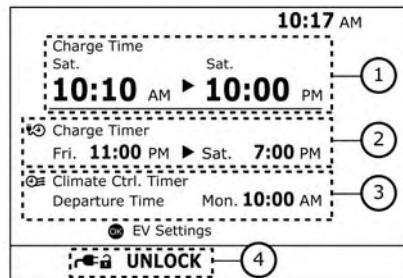 10:17 AM
Charge Time
Sat. Sat.
10:10 AM ▶ 10:00 PM
1
Charge Timer
Fri. 11:00 PM ▶ Sat. 7:00 PM
2
Climate Ctrl. Timer
Departure Time Mon. 10:00 AM
3
OK EV Settings
UNLOCK
4